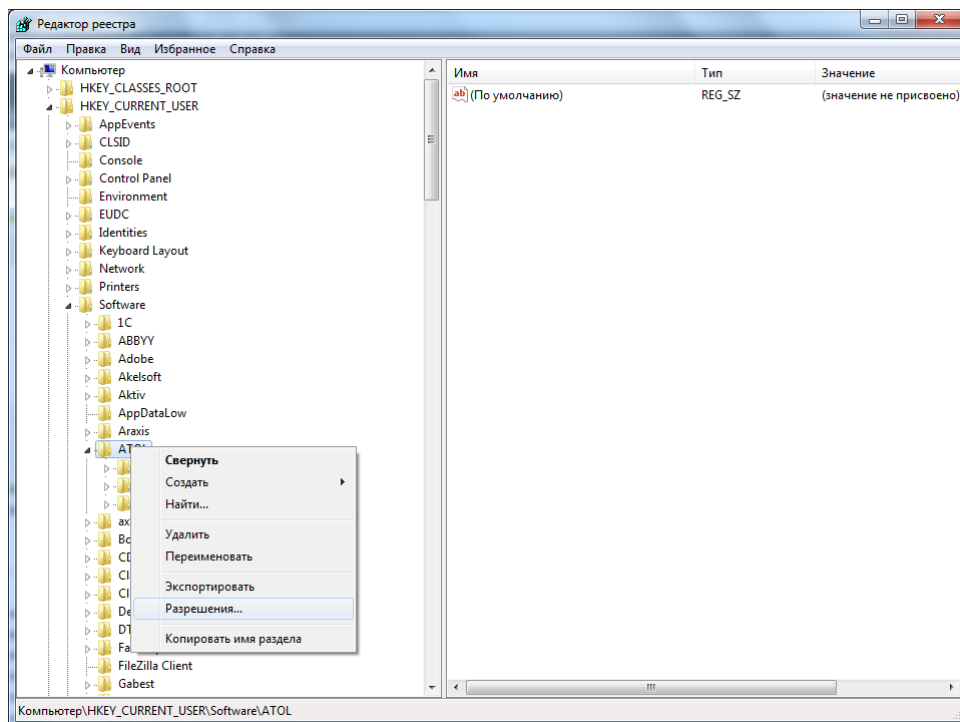 Редактор реестра
Файл Правка Вид Избранное Справка
Компьютер
HKEY_CLASSES_ROOT
HKEY_CURRENT_USER
AppEvents
CLSID
Console
Control Panel
Environment
EUDC
Identities
Keyboard Layout
Network
Printers
Software
1C
ABBYY
Adobe
Akelsoft
Aktiv
AppDataLow
Araxis
ATOL
FileZilla Client
Gabest
Свернуть
Создать
Найти...
Удалить
Переименовать
Экспортировать
Разрешения...
Копировать имя раздела
Имя Тип Значение
ab (По умолчанию) REG_SZ (значение не присвоено)
Компьютер\HKEY_CURRENT_USER\Software\ATOL